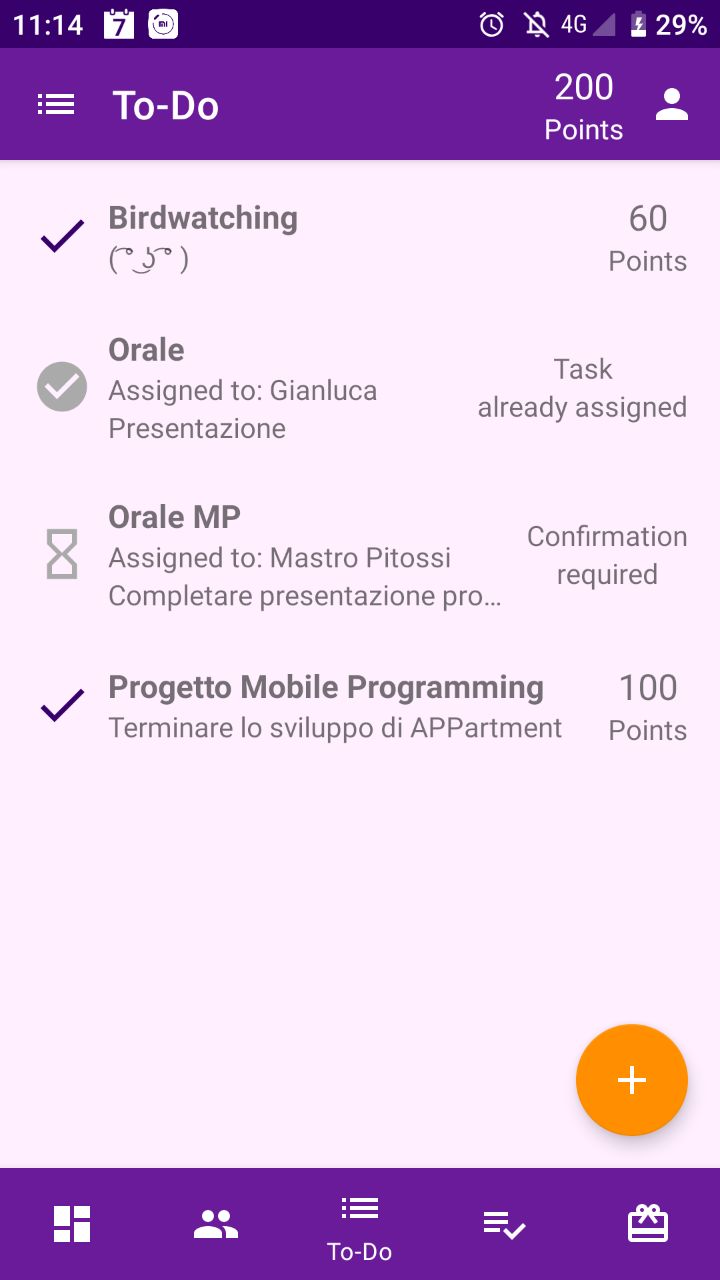 11:14 7 4G 29%
To-Do
200
Points
Birdwatching
( ͡° ͜ʖ ͡° )
60
Points
Orale
Assigned to: Gianluca
Presentazione
Task
already assigned
Orale MP
Assigned to: Mastro Pitossi
Completare presentazione pro…
Confirmation
required
Progetto Mobile Programming
Terminare lo sviluppo di APPartment
100
Points
To-Do